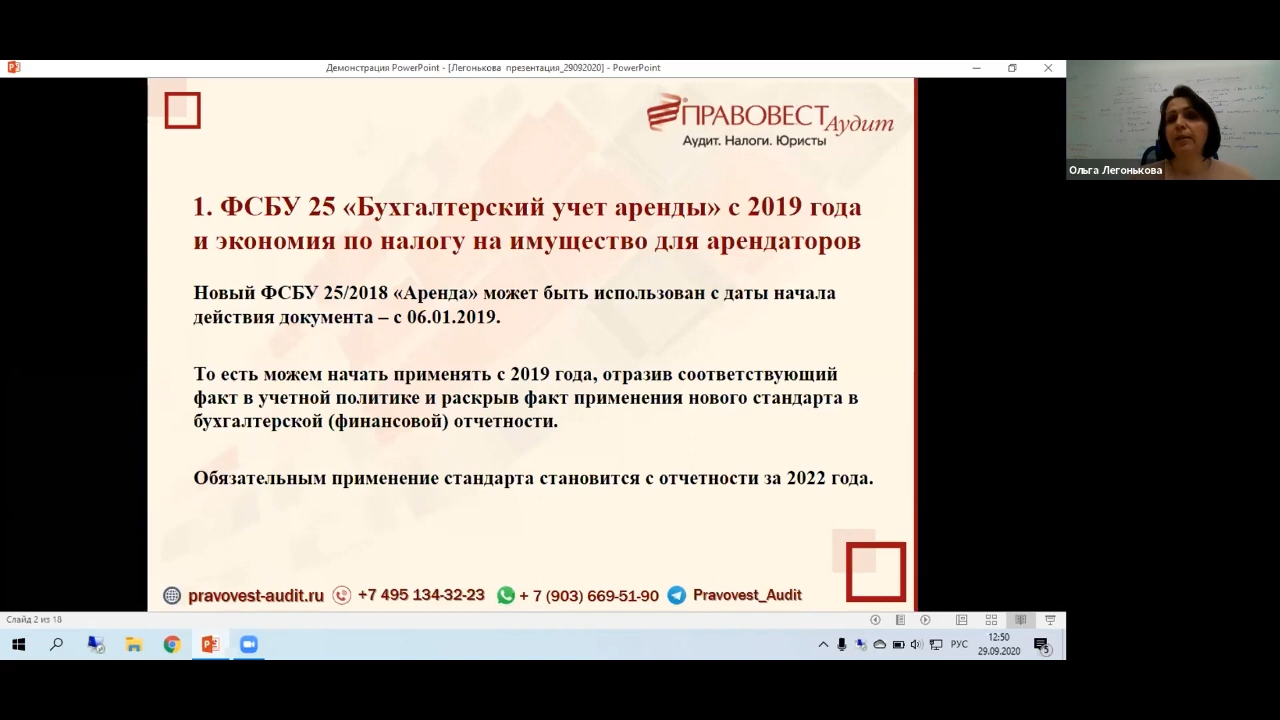 Демонстрация PowerPoint - [Легонькова презентация_29092020] - PowerPoint
ПРАВОВЕСТ Аудит
Аудит. Налоги. Юристы
Ольга Легонькова
1. ФСБУ 25 «Бухгалтерский учет аренды» с 2019 года
и экономия по налогу на имущество для арендаторов
Новый ФСБУ 25/2018 «Аренда» может быть использован с даты начала
действия документа – с 06.01.2019.
То есть можем начать применять с 2019 года, отразив соответствующий
факт в учетной политике и раскрыв факт применения нового стандарта в
бухгалтерской (финансовой) отчетности.
Обязательным применение стандарта становится с отчетности за 2022 года.
pravovest-audit.ru +7 495 134-32-23 + 7 (903) 669-51-90 Pravovest_Audit
Слайд 2 из 18
РУС
12:50
29.09.2020
5